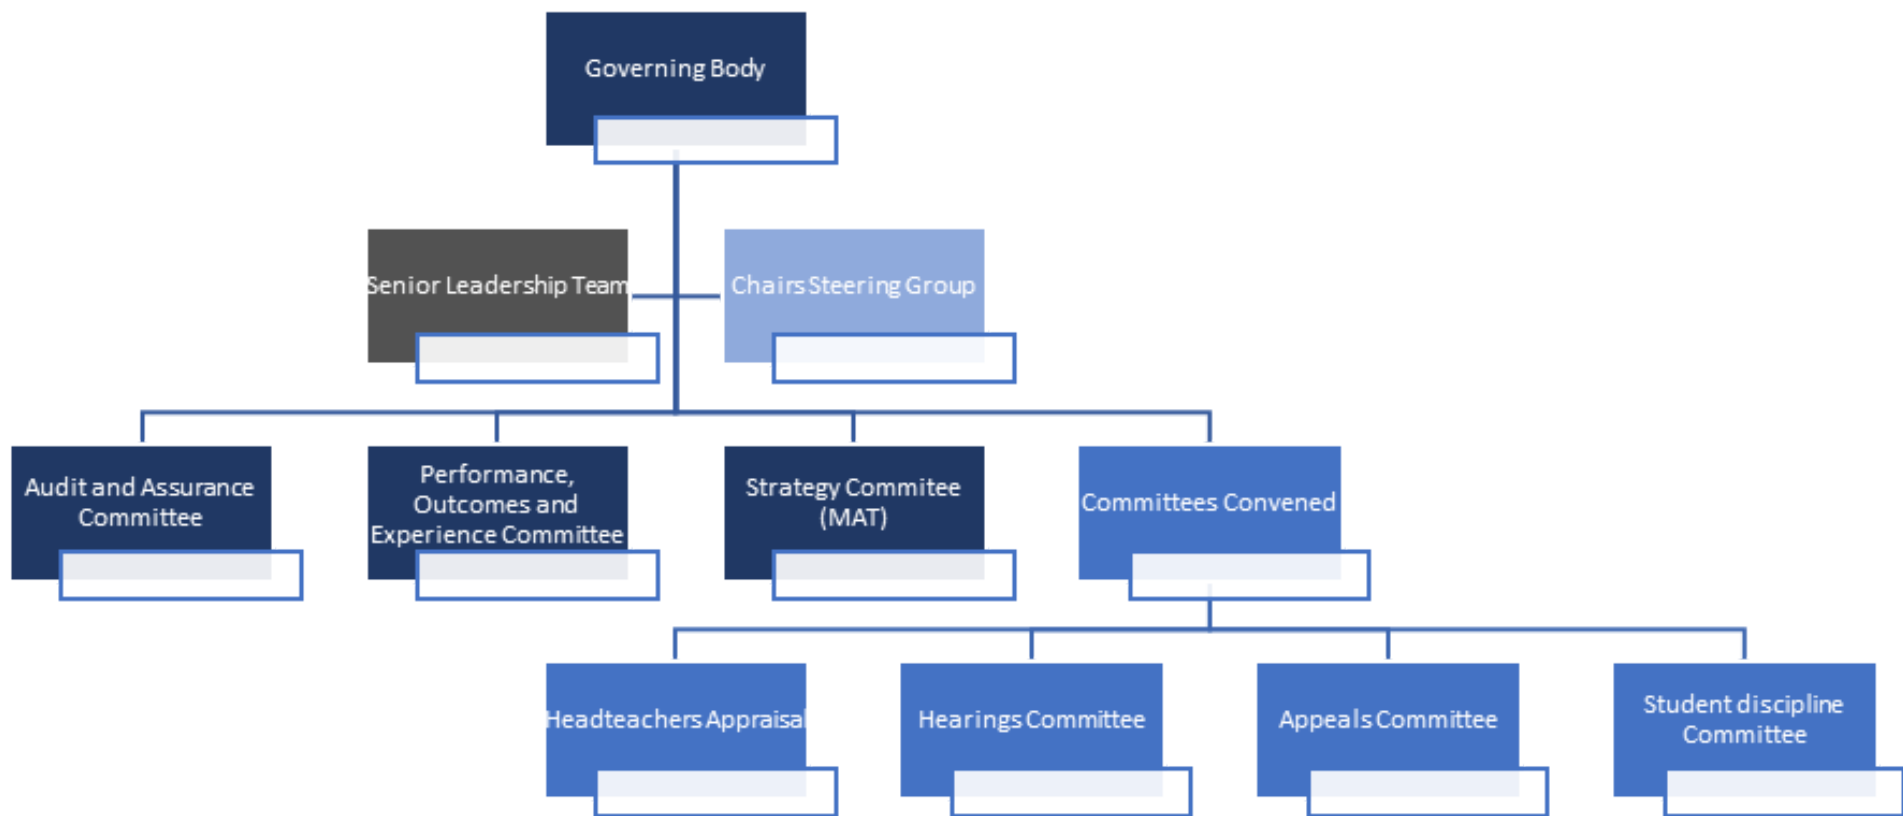 Governing Body
Senior Leadership Team
Chairs Steering Group
Audit and Assurance
Committee
Performance,
Outcomes and
Experience Committee
Strategy Commitee
(MAT)
Committees Convened
Headteachers Appraisal
Hearings Committee
Appeals Committee
Student discipline
Committee